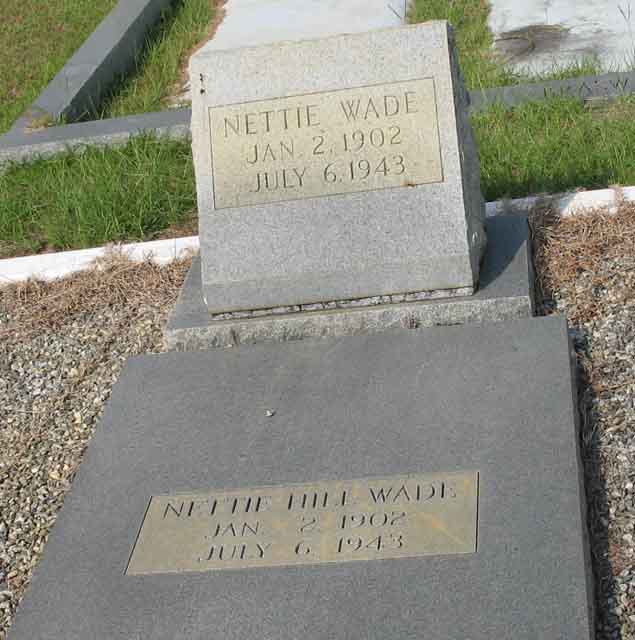 NETTIE WADE
JAN. 2, 1902
JULY 6, 1943
NETTIE HILL WADE
JAN. 2 1902
JULY 6 1943